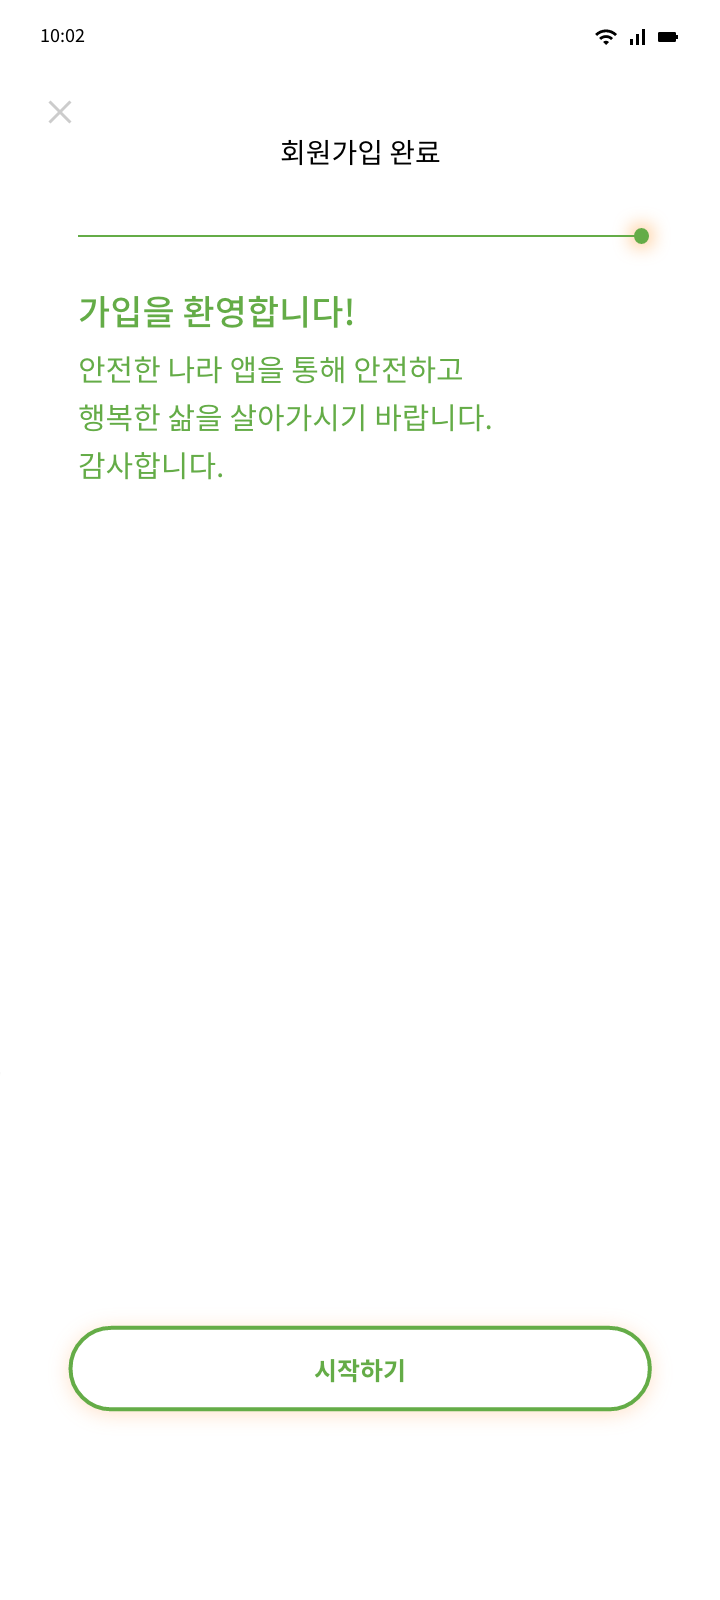 10:02
회원가입 완료
가입을 환영합니다!
안전한 나라 앱을 통해 안전하고
행복한 삶을 살아가시기 바랍니다.
감사합니다.
시작하기